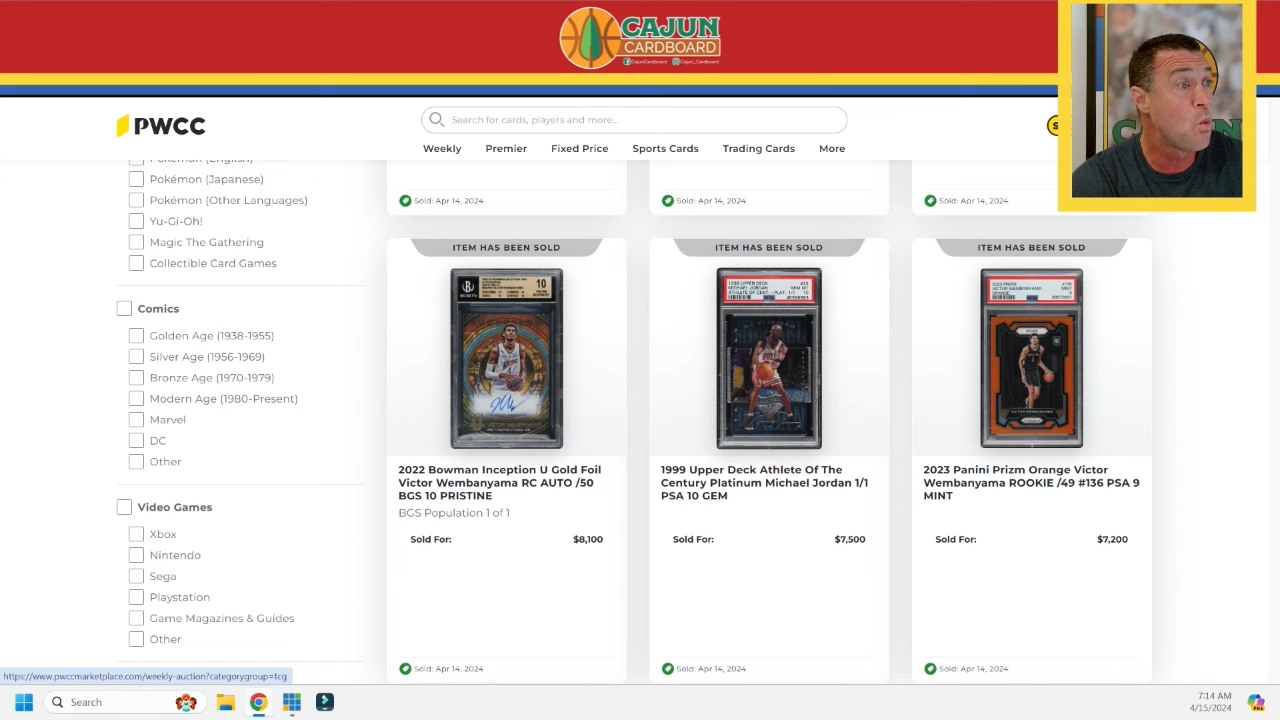 CAJUN
CARDBOARD
CajunCardboard Cajun_Cardboard
PWCC
Search for cards, players and more...
Weekly Premier Fixed Price Sports Cards Trading Cards More
Pokémon (English)
Pokémon (Japanese)
Pokémon (Other Languages)
Yu-Gi-Oh!
Magic The Gathering
Collectible Card Games
Comics
Golden Age (1938-1955)
Silver Age (1956-1969)
Bronze Age (1970-1979)
Modern Age (1980-Present)
Marvel
DC
Other
Video Games
Xbox
Nintendo
Sega
Playstation
Game Magazines & Guides
Other
Sold: Apr 14, 2024
Sold: Apr 14, 2024
Sold: Apr 14, 2024
ITEM HAS BEEN SOLD
2022 Bowman Inception U Gold Foil
Victor Wembanyama RC AUTO /50
BGS 10 PRISTINE
BGS Population 1 of 1
Sold For: $8,100
Sold: Apr 14, 2024
ITEM HAS BEEN SOLD
1999 Upper Deck Athlete Of The
Century Platinum Michael Jordan 1/1
PSA 10 GEM
Sold For: $7,500
Sold: Apr 14, 2024
ITEM HAS BEEN SOLD
2023 Panini Prizm Orange Victor
Wembanyama ROOKIE /49 #136 PSA 9
MINT
Sold For: $7,200
Sold: Apr 14, 2024
https://www.pwccmarketplace.com/weekly-auction?categorygroup=tcg
Search
7:14 AM
4/15/2024